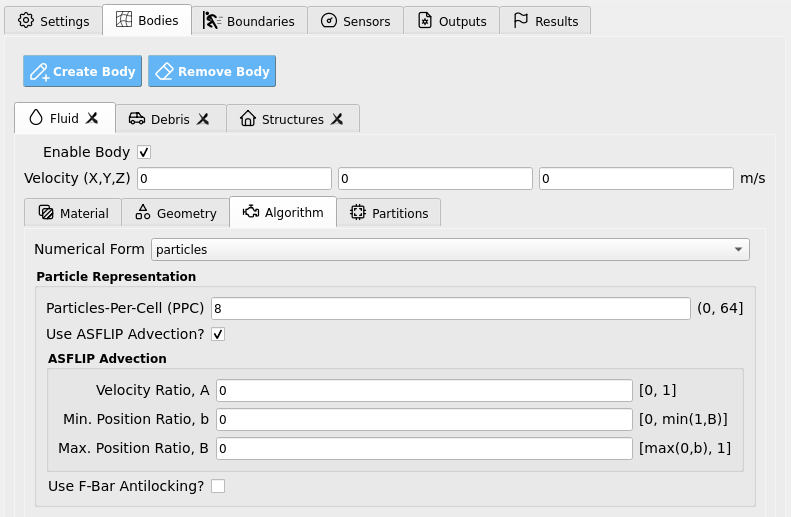 Settings Bodies Boundaries Sensors Outputs Results
Create Body Remove Body
Fluid Debris Structures
Enable Body
Velocity (X,Y,Z) 0 0 0 m/s
Material Geometry Algorithm Partitions
Numerical Form particles
Particle Representation
Particles-Per-Cell (PPC) 8 (0, 64]
Use ASFLIP Advection?
ASFLIP Advection
Velocity Ratio, A 0 [0, 1]
Min. Position Ratio, b 0 [0, min(1,B)]
Max. Position Ratio, B 0 [max(0,b), 1]
Use F-Bar Antilocking?